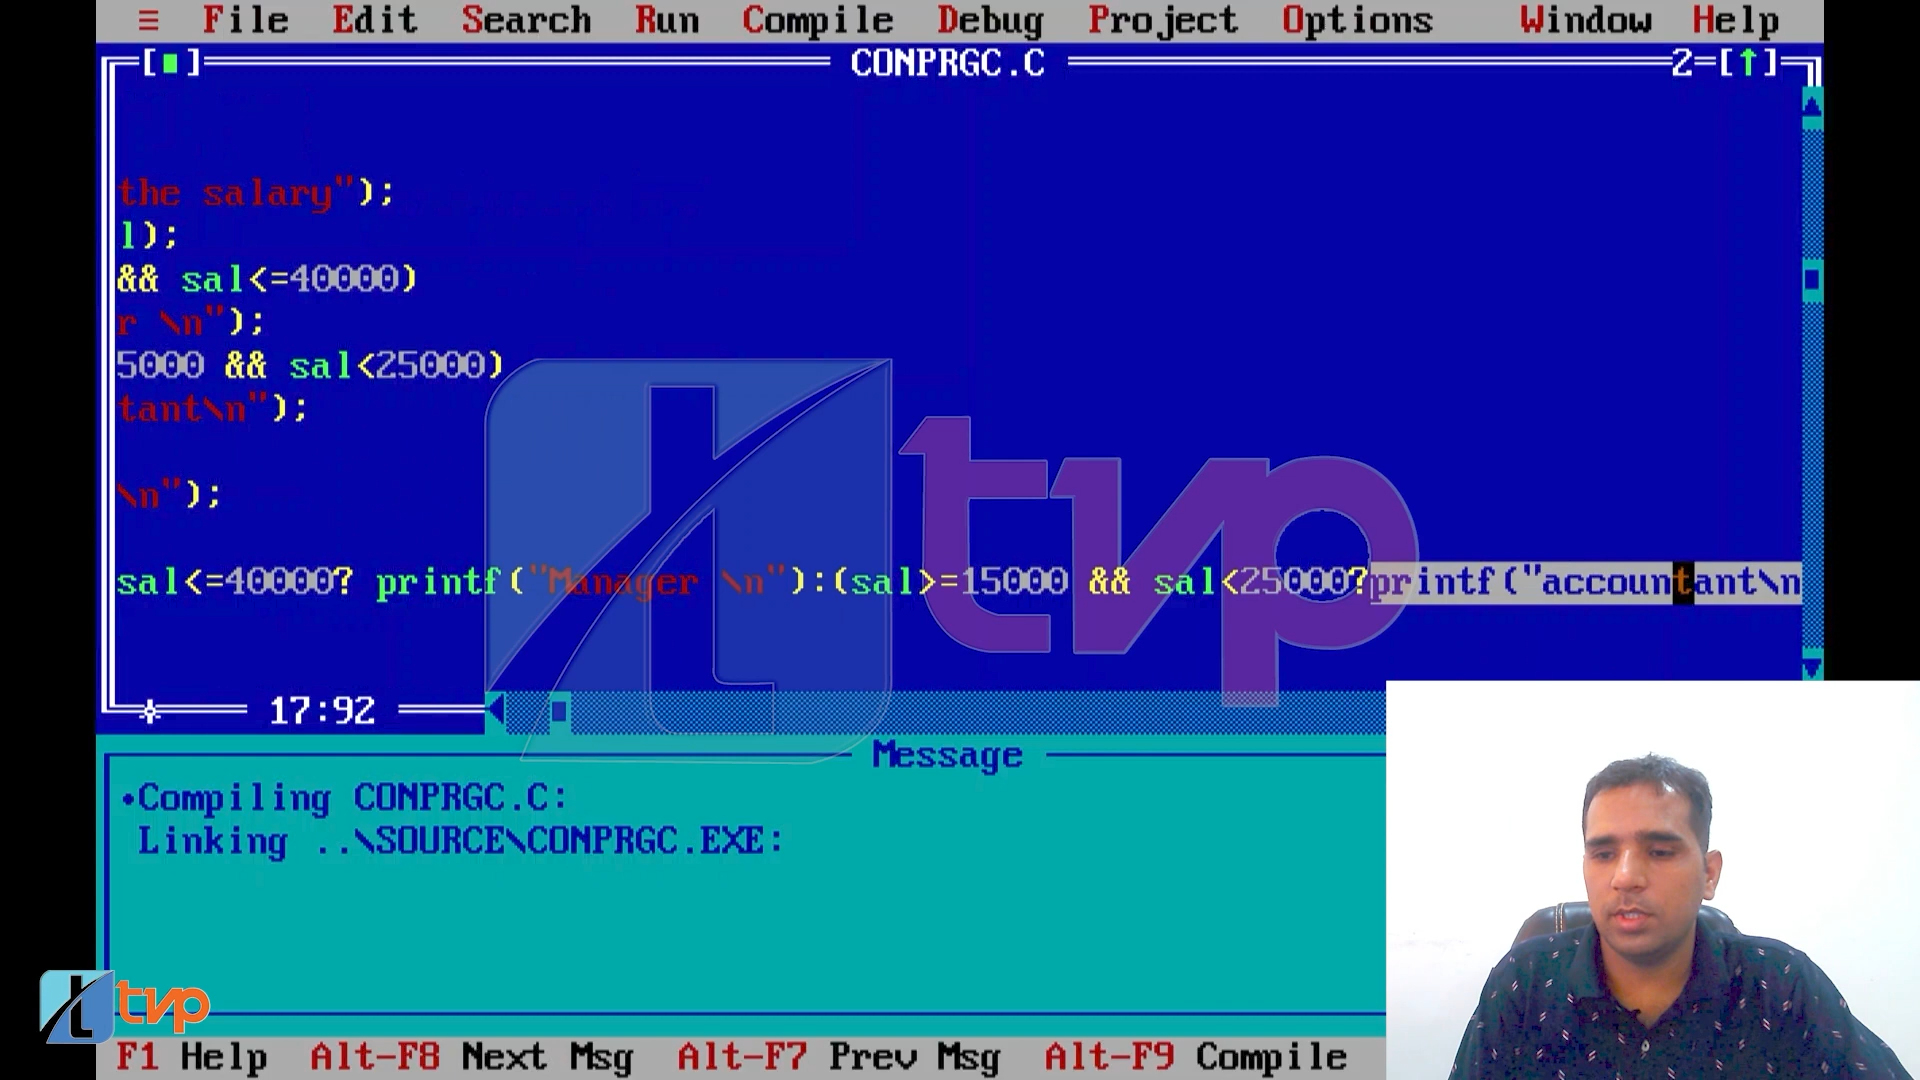 ≡ File Edit Search Run Compile Debug Project Options Window Help
[■] CONPRGC.C 2=[↑]
the salary");
l);
&& sal<=40000)
r \n");
5000 && sal<25000)
tant\n");
\n");
sal<=40000? printf("Manager \n"):(sal>=15000 && sal<25000?printf("accountant\n
17:92
tvp
Message
•Compiling CONPRGC.C:
Linking ..\SOURCE\CONPRGC.EXE:
tvp
F1 Help Alt-F8 Next Msg Alt-F7 Prev Msg Alt-F9 Compile